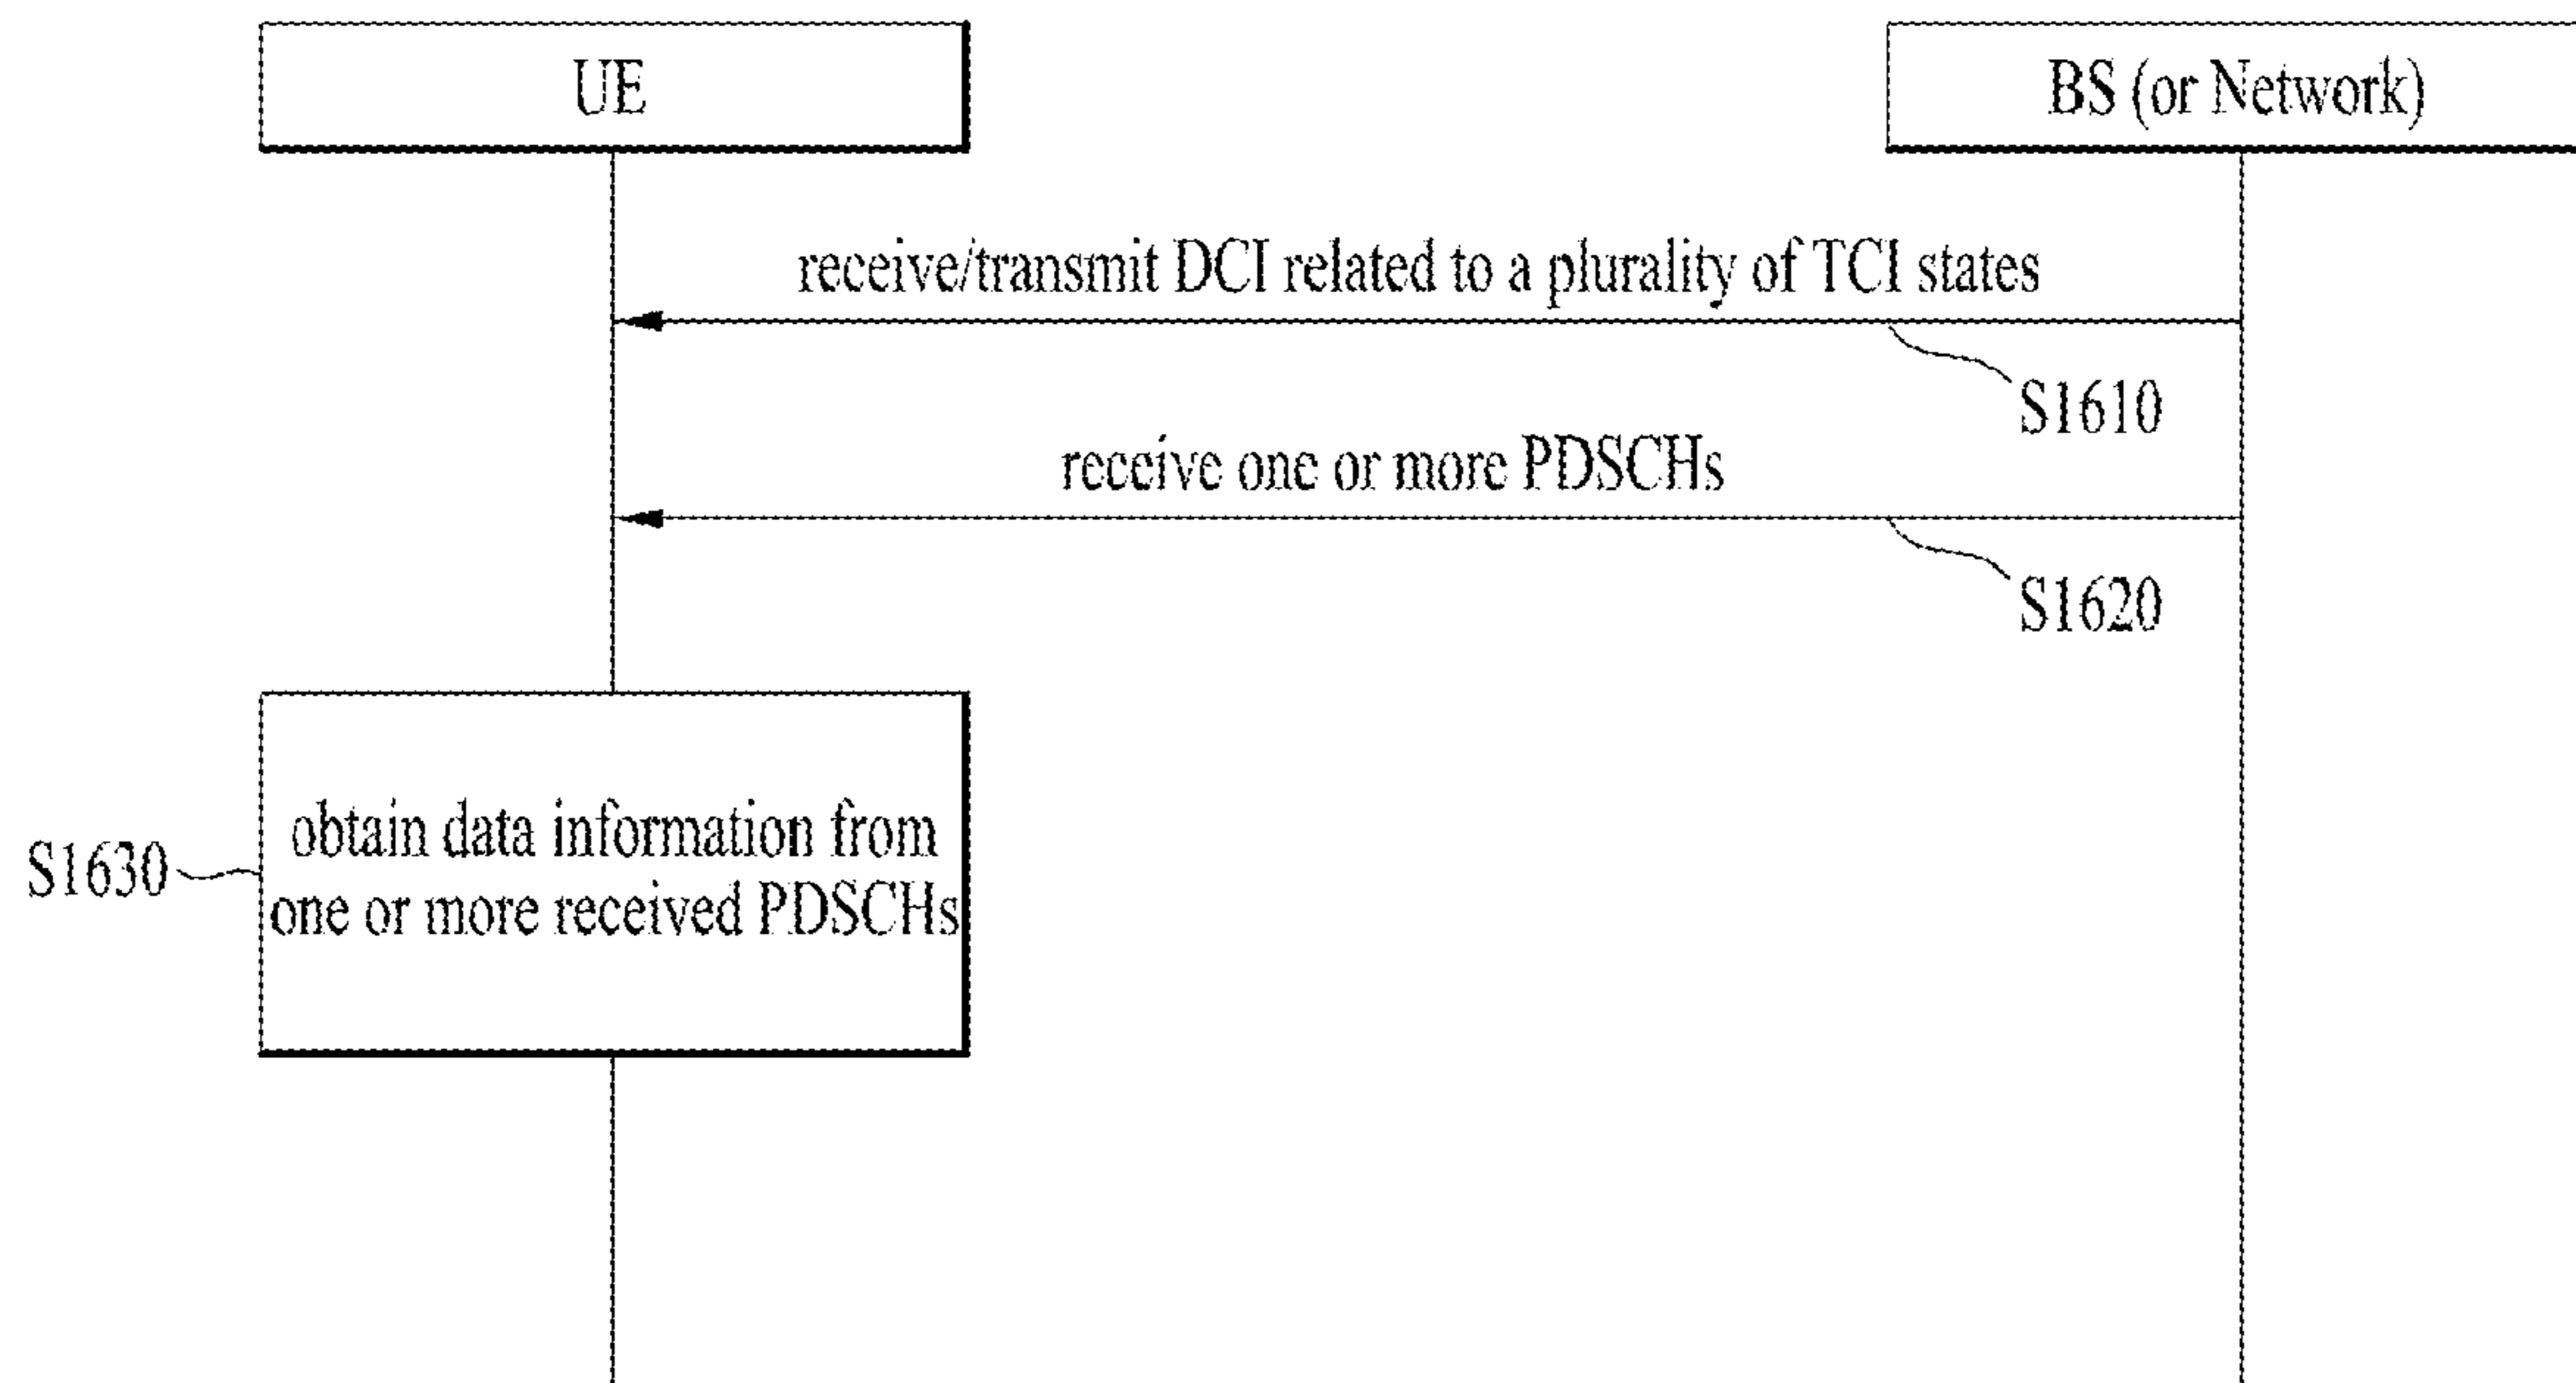 UE
BS (or Network)
receive/transmit DCI related to a plurality of TCI states
S1610
receive one or more PDSCHs
S1620
S1630
obtain data information from
one or more received PDSCHs